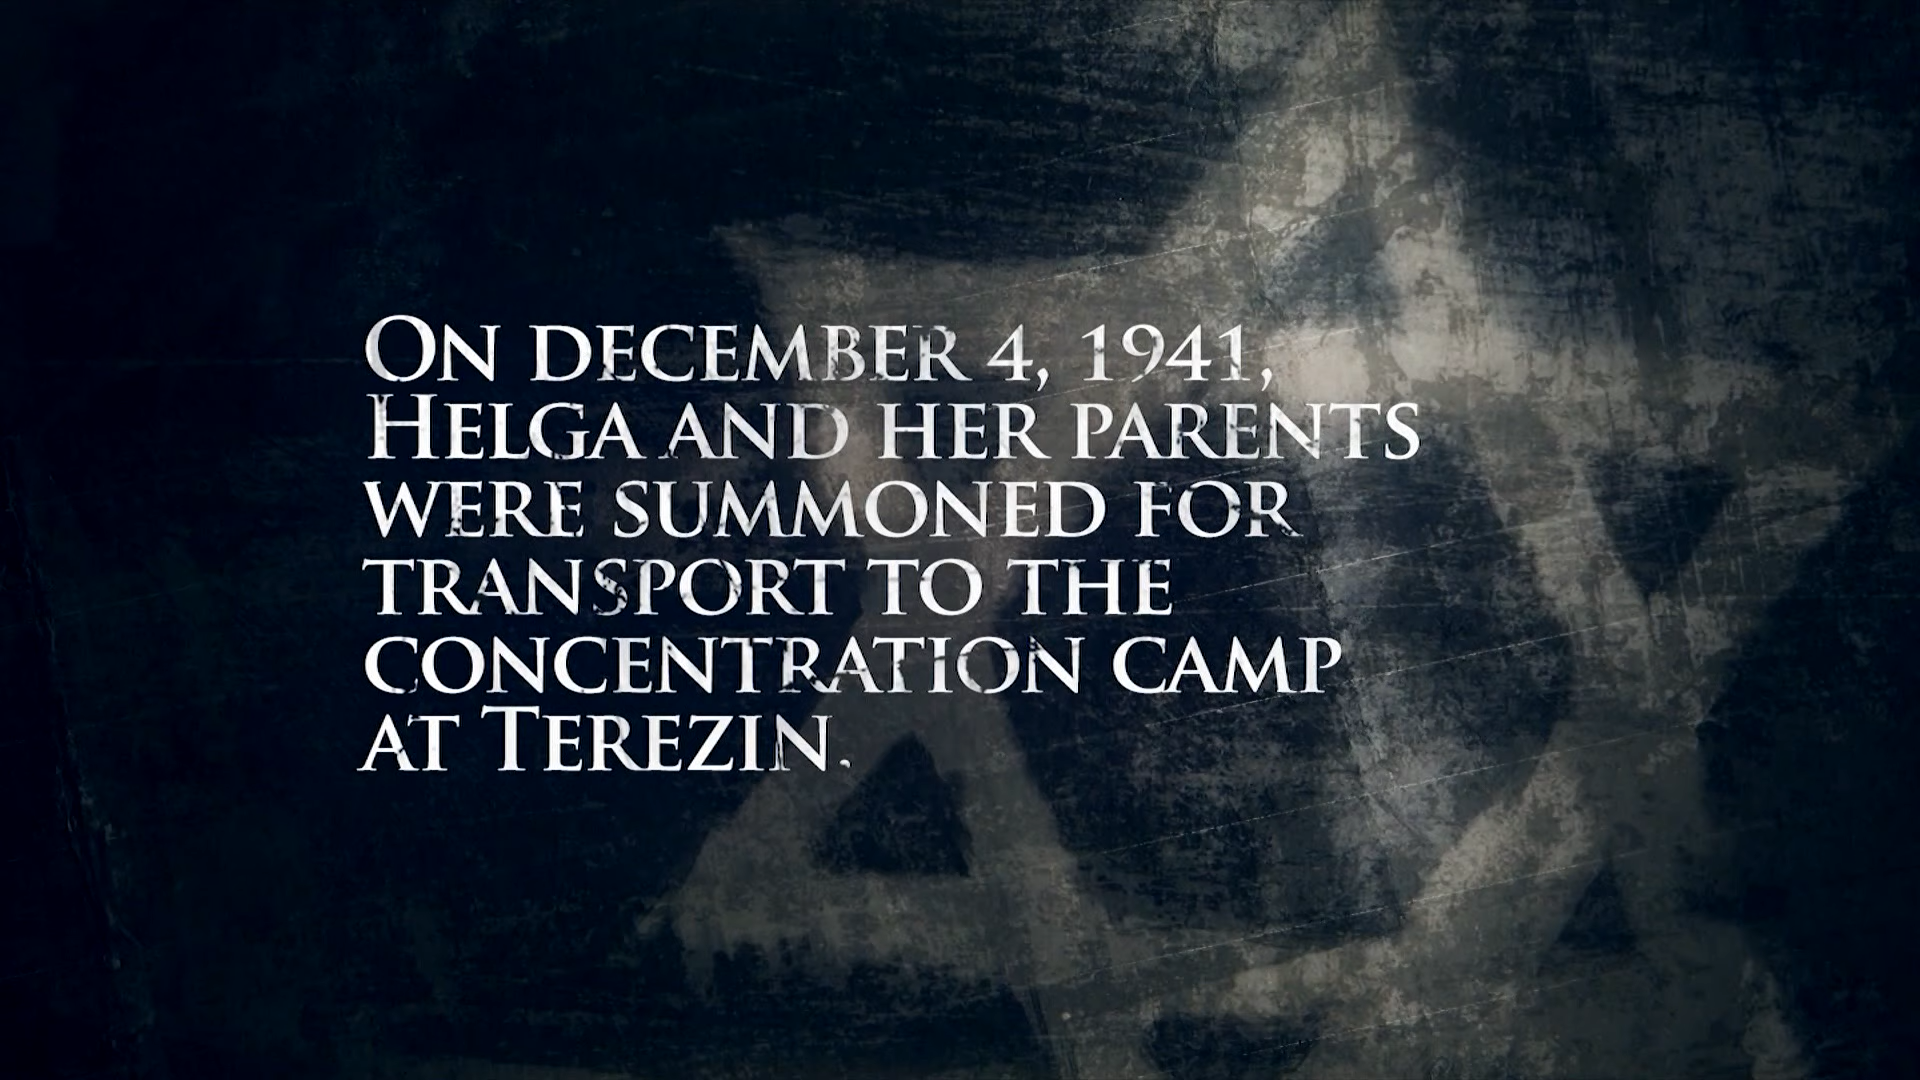 On december 4, 1941,
Helga and her parents
were summoned for
transport to the
concentration camp
at Terezin.